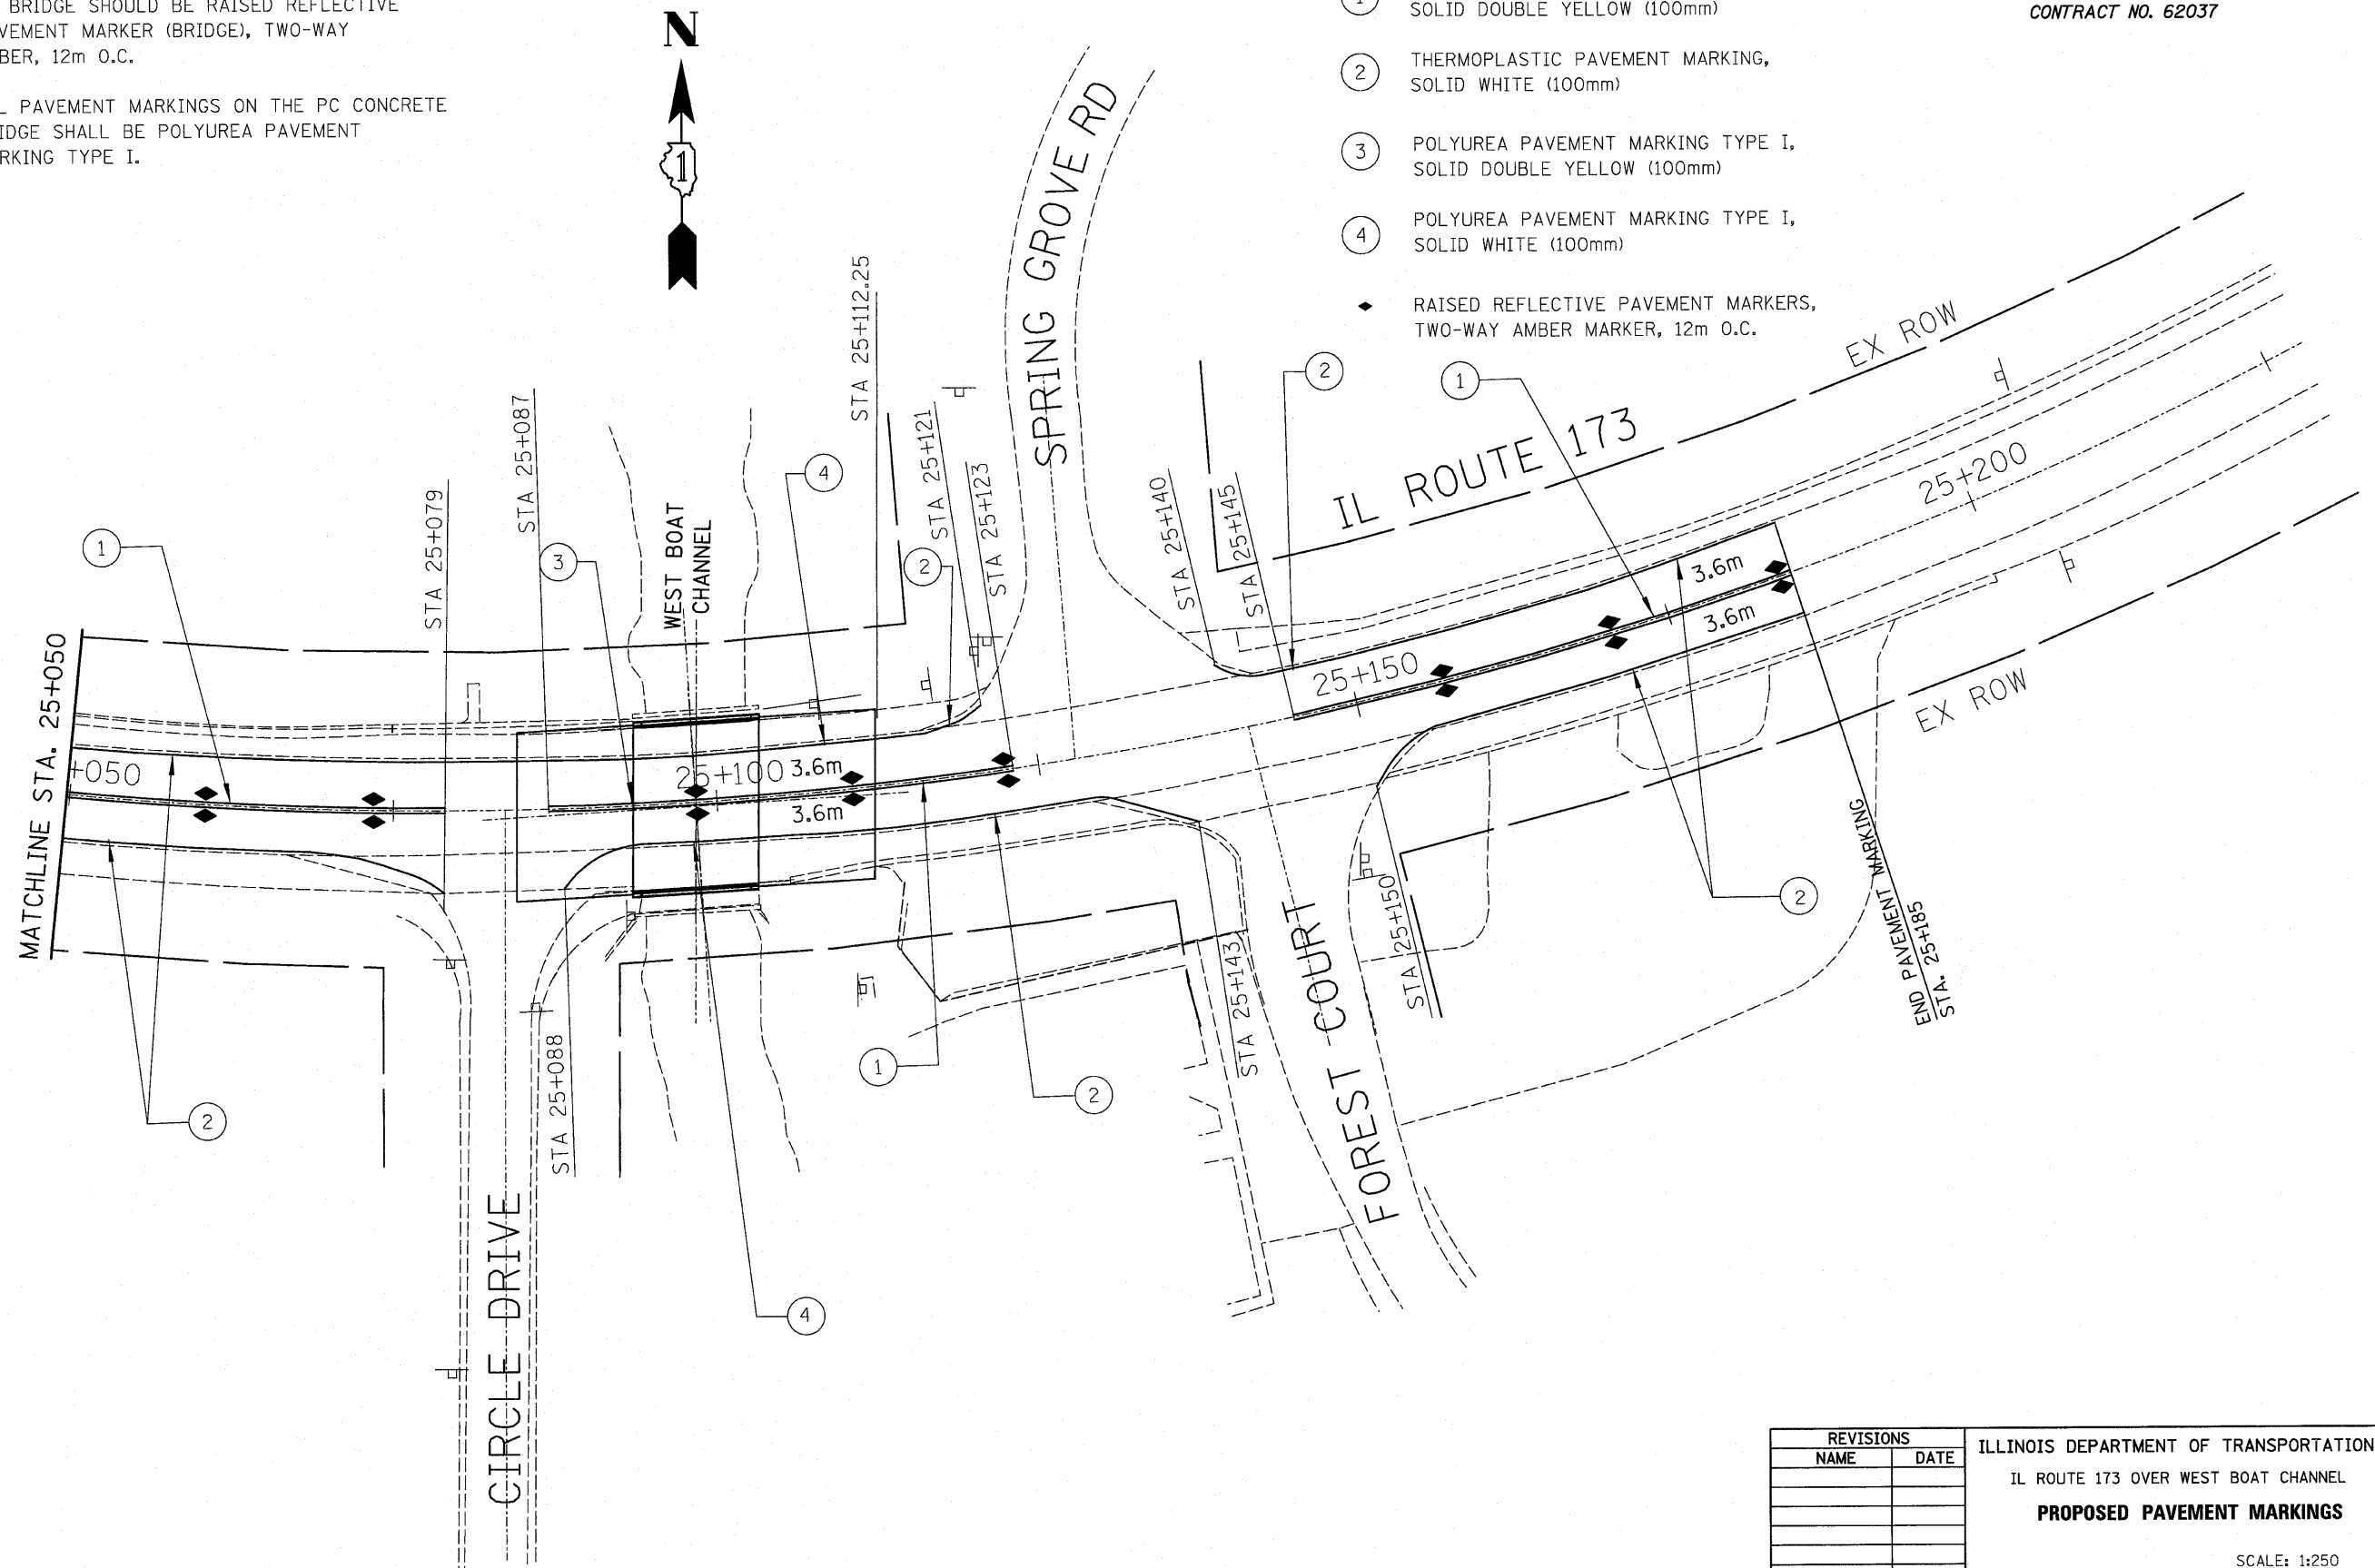 BRIDGE SHOULD BE RAISED REFLECTIVE
VEMENT MARKER (BRIDGE), TWO-WAY
BER, 12m O.C.
L PAVEMENT MARKINGS ON THE PC CONCRETE
IDGE SHALL BE POLYUREA PAVEMENT
RKING TYPE I.
N
1
1
SOLID DOUBLE YELLOW (100mm)
2
THERMOPLASTIC PAVEMENT MARKING,
SOLID WHITE (100mm)
3
POLYUREA PAVEMENT MARKING TYPE I,
SOLID DOUBLE YELLOW (100mm)
4
POLYUREA PAVEMENT MARKING TYPE I,
SOLID WHITE (100mm)
RAISED REFLECTIVE PAVEMENT MARKERS,
TWO-WAY AMBER MARKER, 12m O.C.
CONTRACT NO. 62037
MATCHLINE STA. 25+050
+050
1
2
STA 25+079
STA 25+087
3
WEST BOAT
CHANNEL
4
STA 25+112.25
STA 25+121
2
STA 25+123
SPRING GROVE RD
25+100
3.6m
3.6m
STA 25+088
CIRCLE DRIVE
4
1
2
STA 25+140
STA 25+145
2
1
IL ROUTE 173
EX ROW
25+150
3.6m
3.6m
25+200
EX ROW
STA 25+143
FOREST COURT
STA 25+150
2
END PAVEMENT MARKING
STA. 25+185
REVISIONS
NAME
DATE
ILLINOIS DEPARTMENT OF TRANSPORTATION
IL ROUTE 173 OVER WEST BOAT CHANNEL
PROPOSED PAVEMENT MARKINGS
SCALE: 1:250